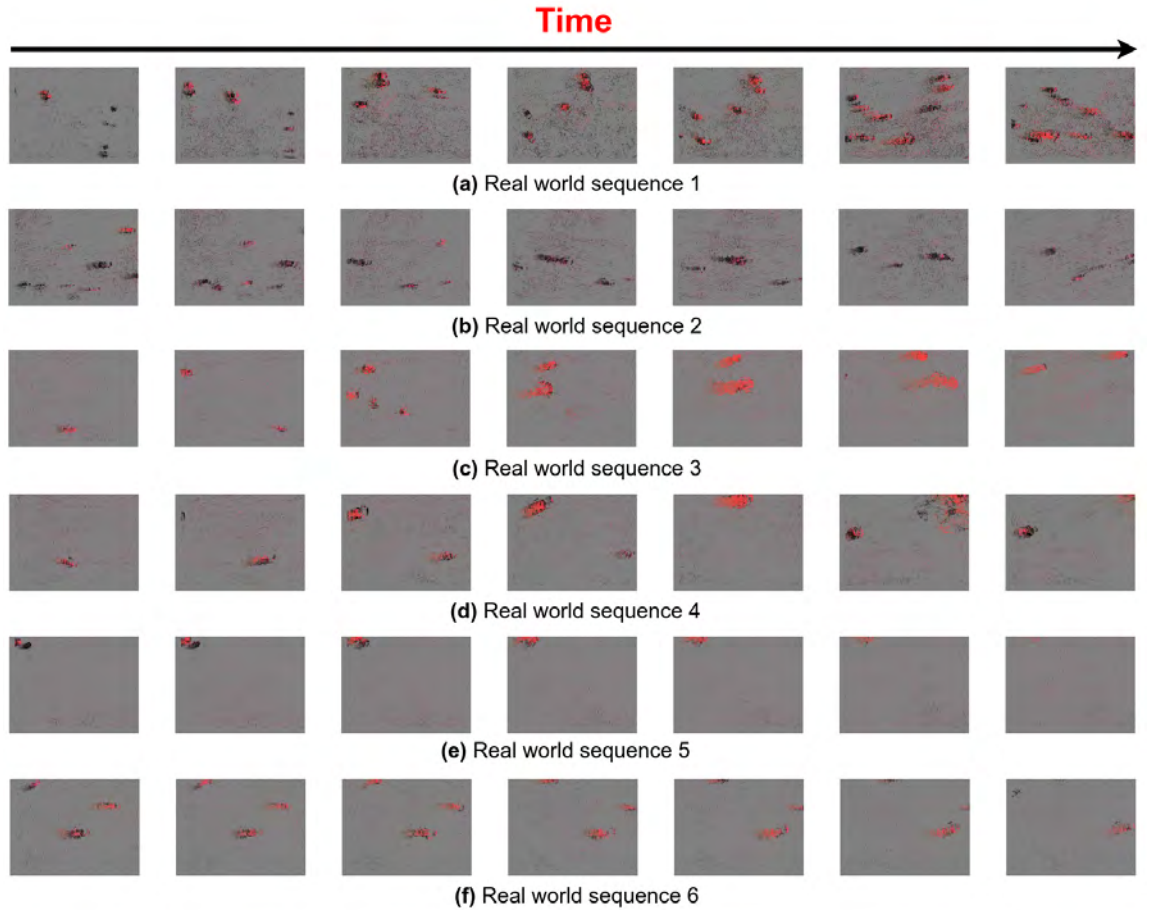 Time
(a) Real world sequence 1
(b) Real world sequence 2
(c) Real world sequence 3
(d) Real world sequence 4
(e) Real world sequence 5
(f) Real world sequence 6